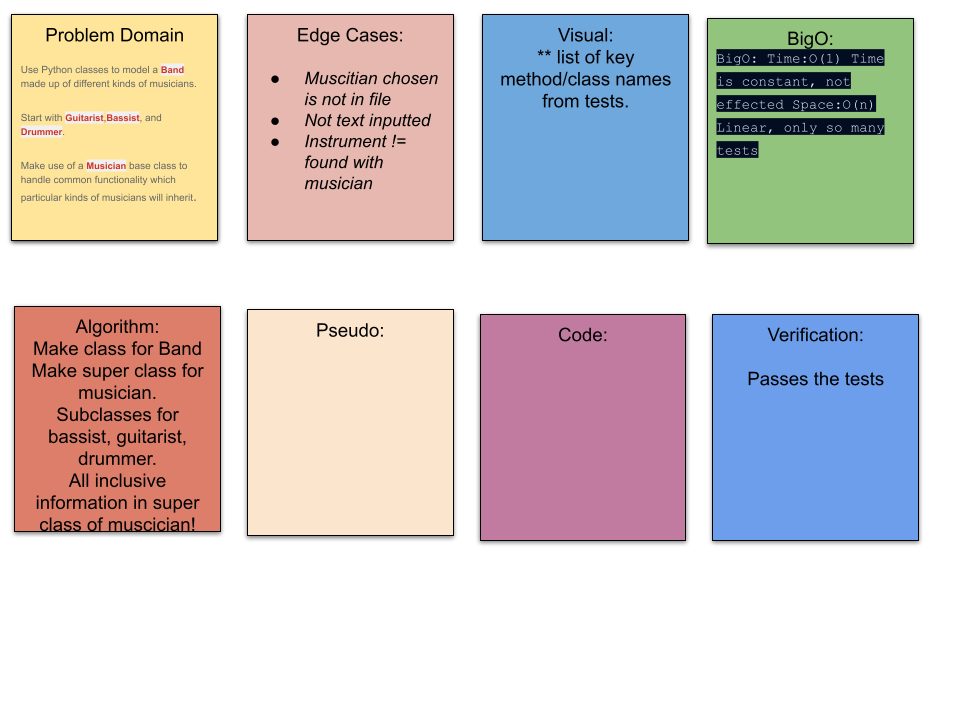 Problem Domain
Use Python classes to model a Band
made up of different kinds of musicians.
Start with Guitarist,Bassist, and
Drummer.
Make use of a Musician base class to
handle common functionality which
particular kinds of musicians will inherit.
Edge Cases:
● Muscitian chosen
is not in file
● Not text inputted
● Instrument !=
found with
musician
Visual:
** list of key
method/class names
from tests.
BigO:
BigO: Time:O(1) Time
is constant, not
effected Space:O(n)
Linear, only so many
tests
Algorithm:
Make class for Band
Make super class for
musician.
Subclasses for
bassist, guitarist,
drummer.
All inclusive
information in super
class of muscician!
Pseudo:
Code:
Verification:
Passes the tests